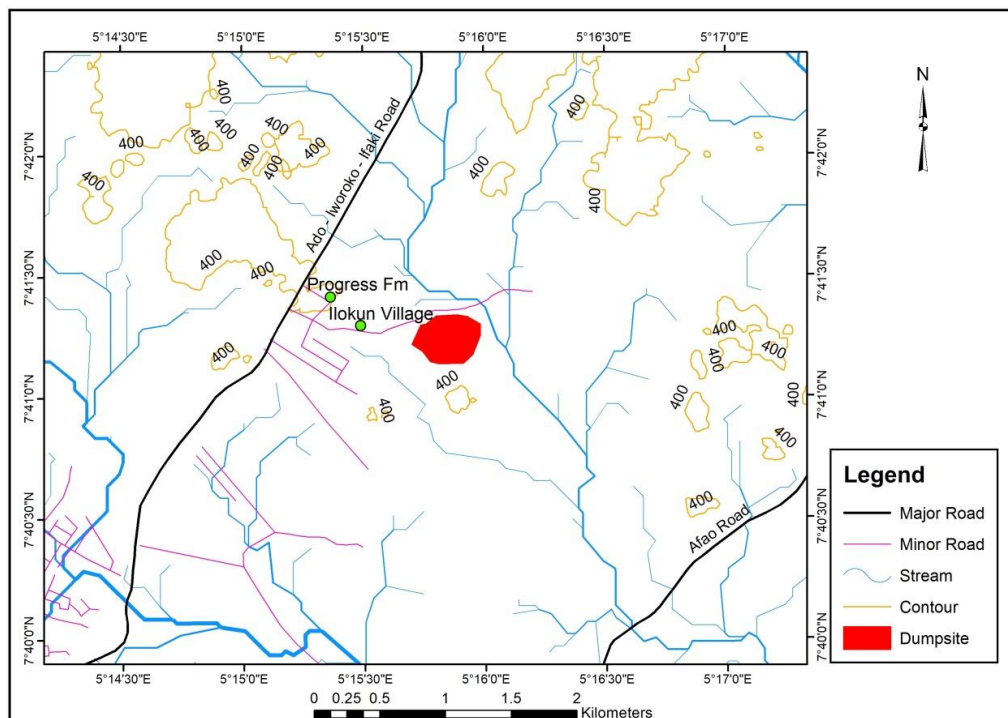 5°14'30"E 5°15'0"E 5°15'30"E 5°16'0"E 5°16'30"E 5°17'0"E
N
7°42'0"N
7°41'30"N
7°41'0"N
7°40'30"N
7°40'0"N
400
400
400
400
400
400
400
400
400
400
400
400
400
400
Ado - Iworoko - Ifaki Road
Progress Fm
Ilokun Village
400
400
400
400
400
400
400
400
400
400
400
Afao Road
7°42'0"N
7°41'30"N
7°41'0"N
7°40'30"N
7°40'0"N
5°14'30"E 5°15'0"E 5°15'30"E 5°16'0"E 5°16'30"E 5°17'0"E
0 0.25 0.5 1 1.5 2
Kilometers
Legend
Major Road
Minor Road
Stream
Contour
Dumpsite